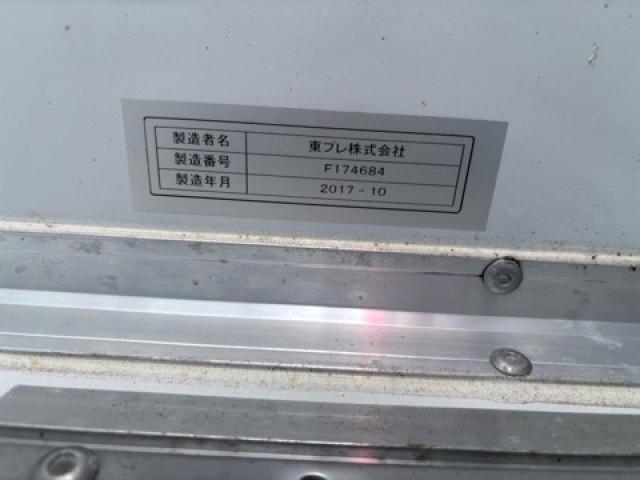 製造者名 東プレ株式会社
製造番号 F174684
製造年月 2017-10